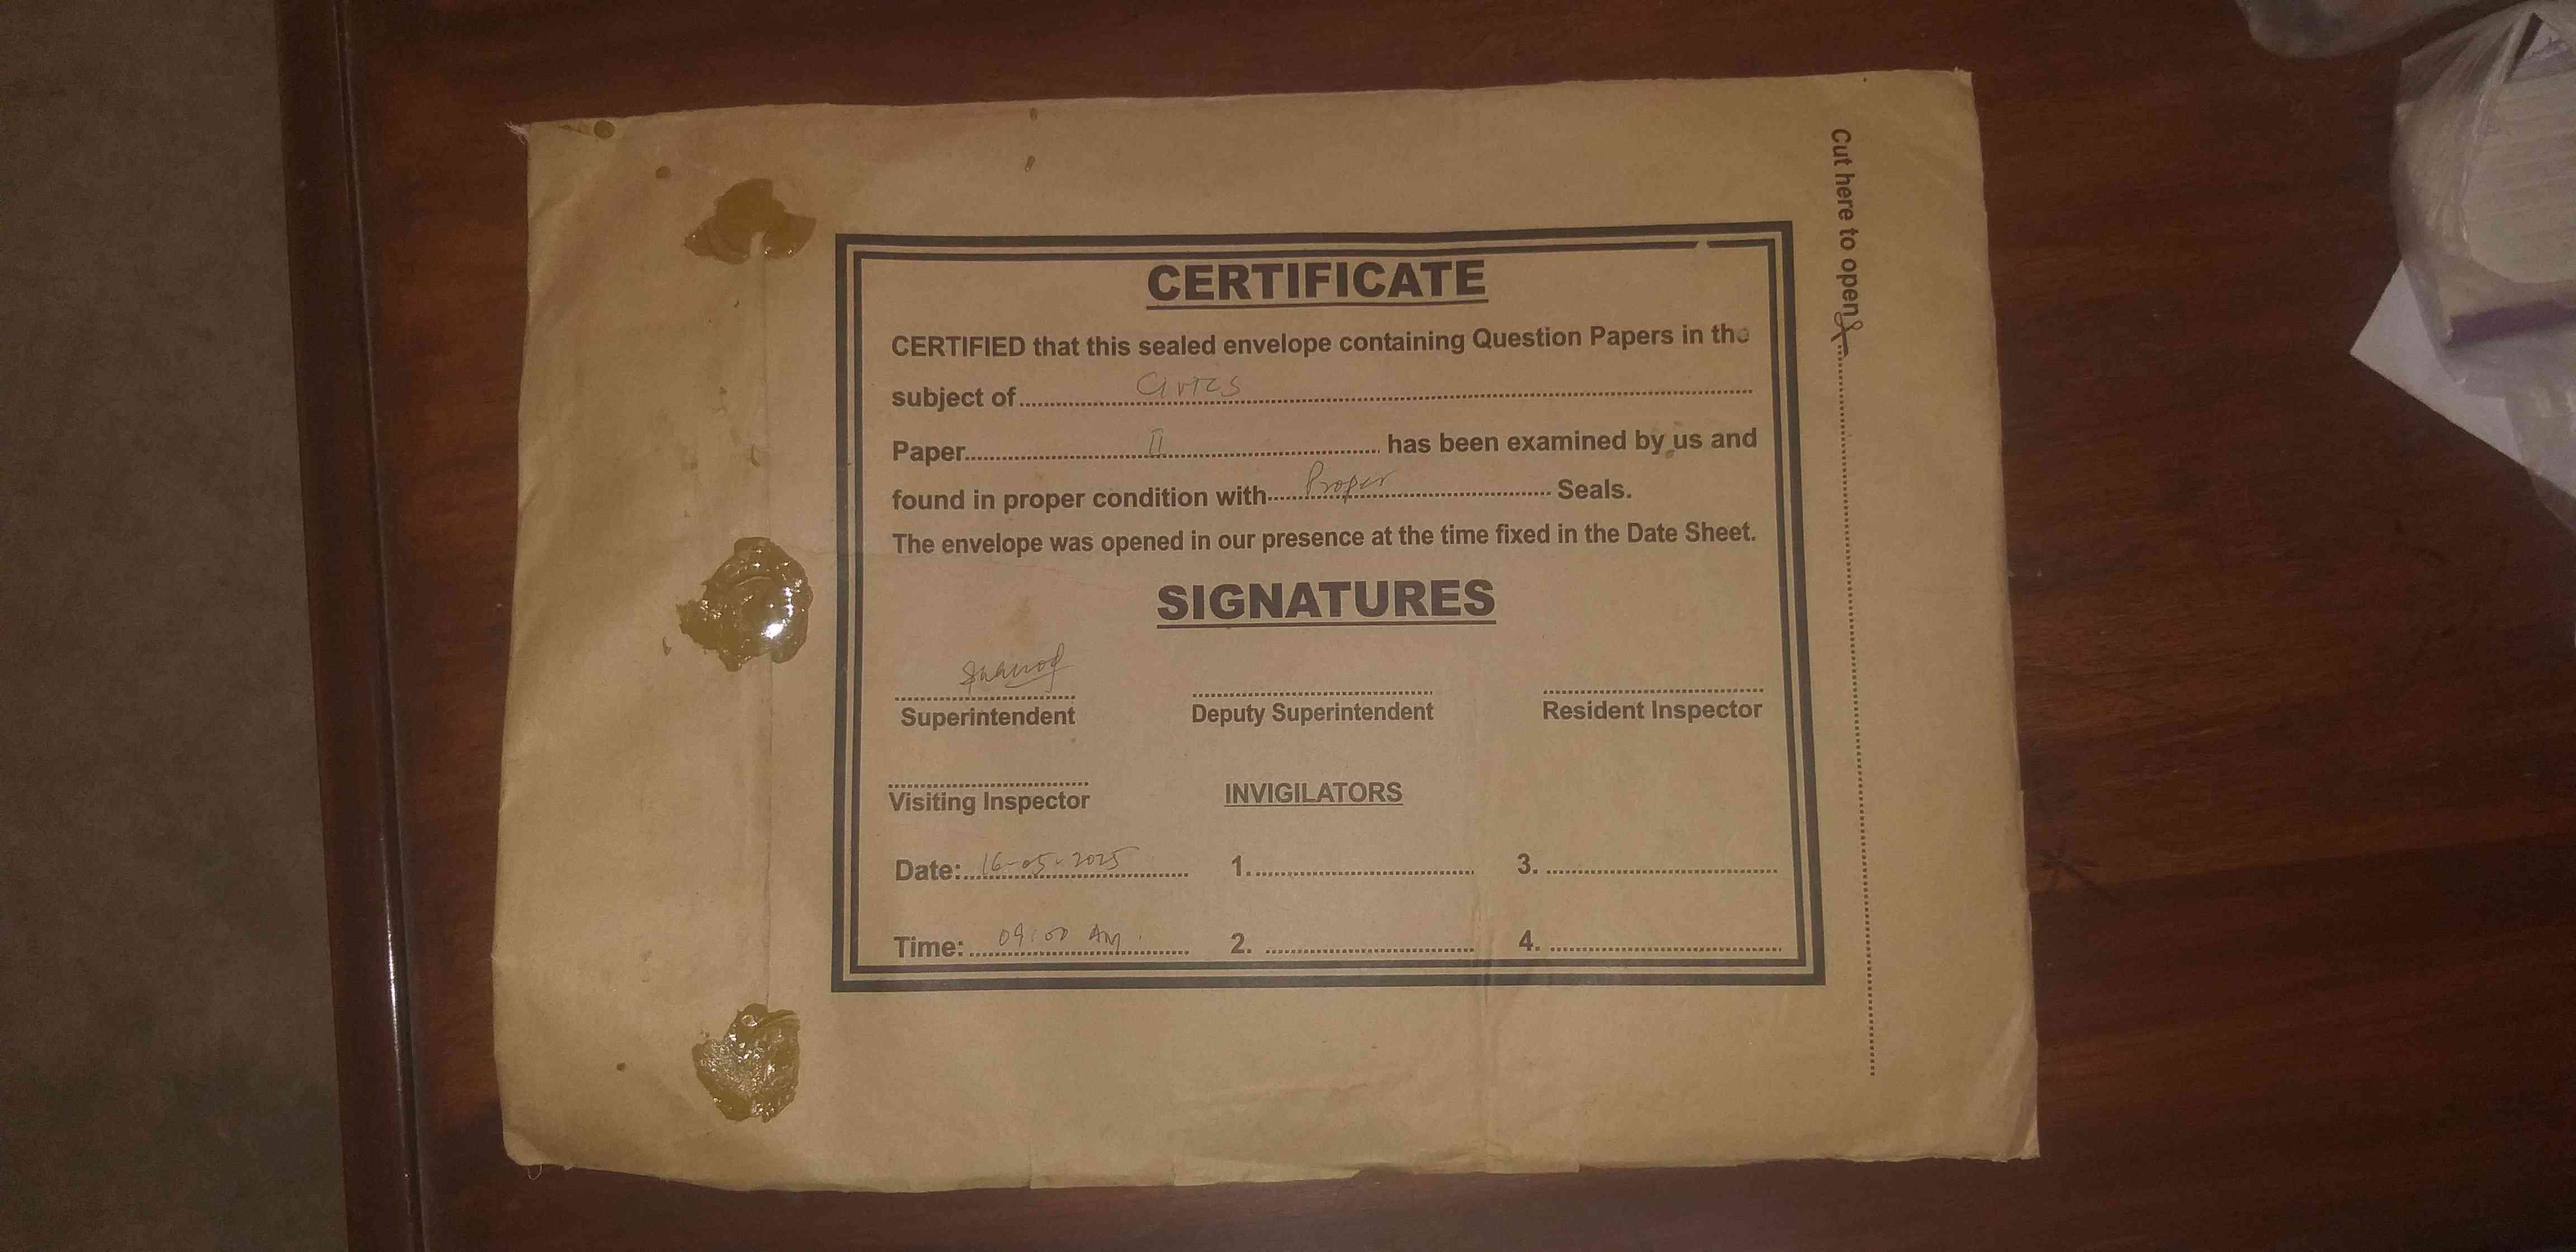 CERTIFICATE
CERTIFIED that this sealed envelope containing Question Papers in the
subject of.......... Civics ..........
Paper.......... II .......... has been examined by us and
found in proper condition with.......... Proper .......... Seals.
The envelope was opened in our presence at the time fixed in the Date Sheet.
SIGNATURES
Superintendent Deputy Superintendent Resident Inspector
Visiting Inspector INVIGILATORS
Date: 16-05-2025 1. 3.
Time: 09:00 AM. 2. 4.
Cut here to open